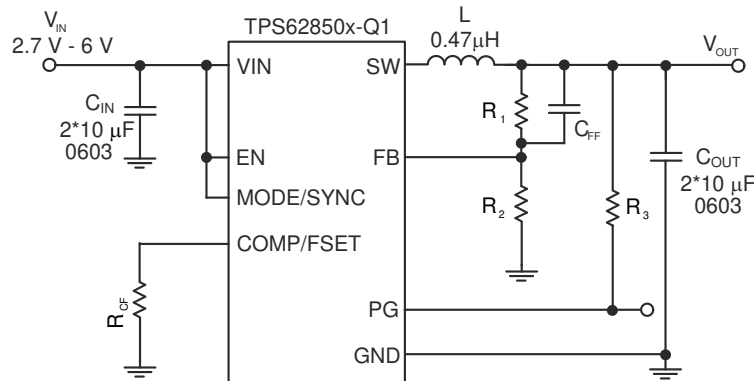 TPS62850x-Q1
V_IN
2.7 V - 6 V
VIN
SW
L
0.47μH
V_OUT
C_IN
2*10 μF
0603
EN
FB
MODE/SYNC
COMP/FSET
R_1
C_FF
R_2
R_3
C_OUT
2*10 μF
0603
R_CF
PG
GND